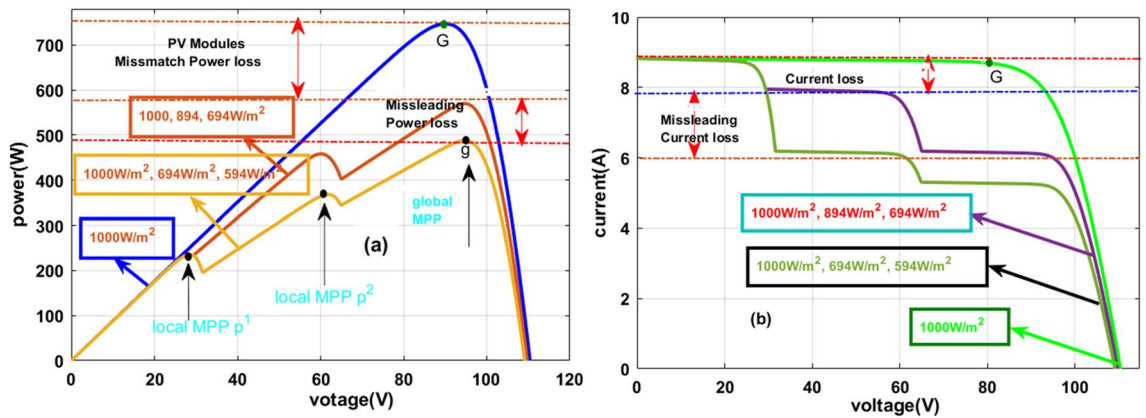 PV Modules
Missmatch Power loss
G
1000, 894, 694W/m²
Missleading
Power loss
g
1000W/m², 694W/m², 594W/m²
global
MPP
1000W/m²
(a)
local MPP p²
local MPP p¹
power(W)
700
600
500
400
300
200
100
0
0 20 40 60 80 100 120
votage(V)
Current loss
G
Missleading
Current loss
1000W/m², 894W/m², 694W/m²
1000W/m², 694W/m², 594W/m²
(b)
1000W/m²
current(A)
10
8
6
4
2
0
0 20 40 60 80 100
voltage(V)